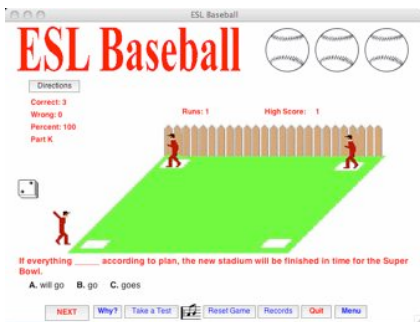 ESL Baseball
ESL Baseball
Directions
Correct: 3
Wrong: 0
Percent: 100
Part K
Runs: 1 High Score: 1
If everything _____ according to plan, the new stadium will be finished in time for the Super
Bowl.
A. will go B. go C. goes
NEXT Why? Take a Test Reset Game Records Quit Menu